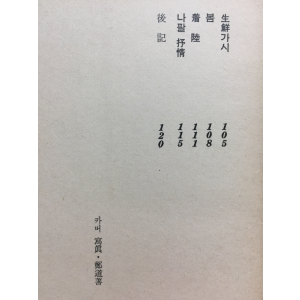 生鮮가시 105
봄 108
着陸 111
나팔 抒情 115
後記 120
카버 寫眞·鄭道善